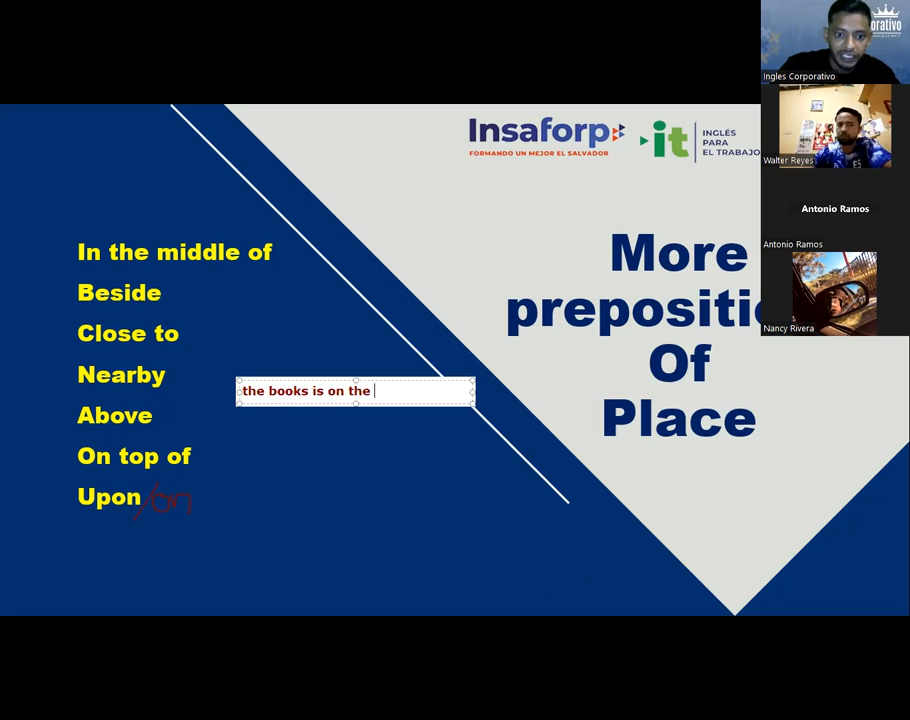 orativo
Ingles Corporativo
Insaforp
FORMANDO UN MEJOR EL SALVADOR
it
INGLÉS
PARA
EL TRABAJO
Walter Reyes
Antonio Ramos
Antonio Ramos
Nancy Rivera
In the middle of
Beside
Close to
Nearby
Above
On top of
Upon /on
the books is on the
More
prepositi
Of
Place